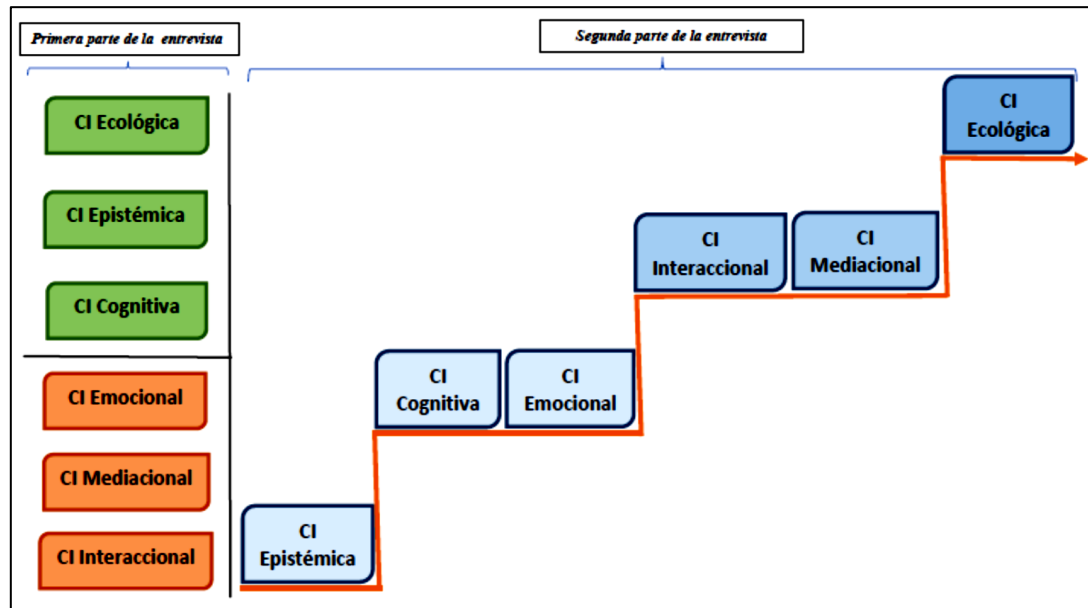 Primera parte de la entrevista
Segunda parte de la entrevista
CI Ecológica
CI Epistémica
CI Cognitiva
CI Emocional
CI Mediacional
CI Interaccional
CI
Ecológica
CI
Interaccional
CI
Mediacional
CI
Cognitiva
CI
Emocional
CI
Epistémica